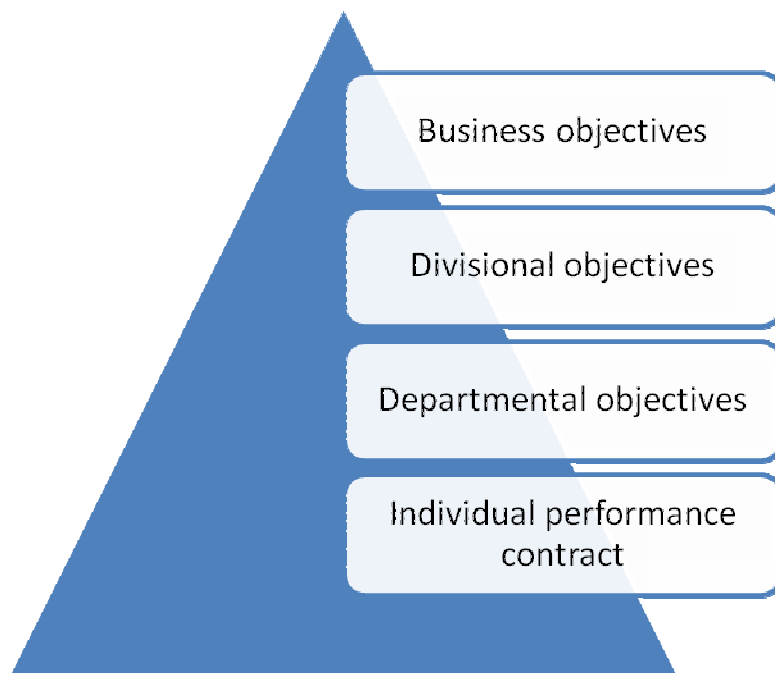 Business objectives
Divisional objectives
Departmental objectives
Individual performance
contract